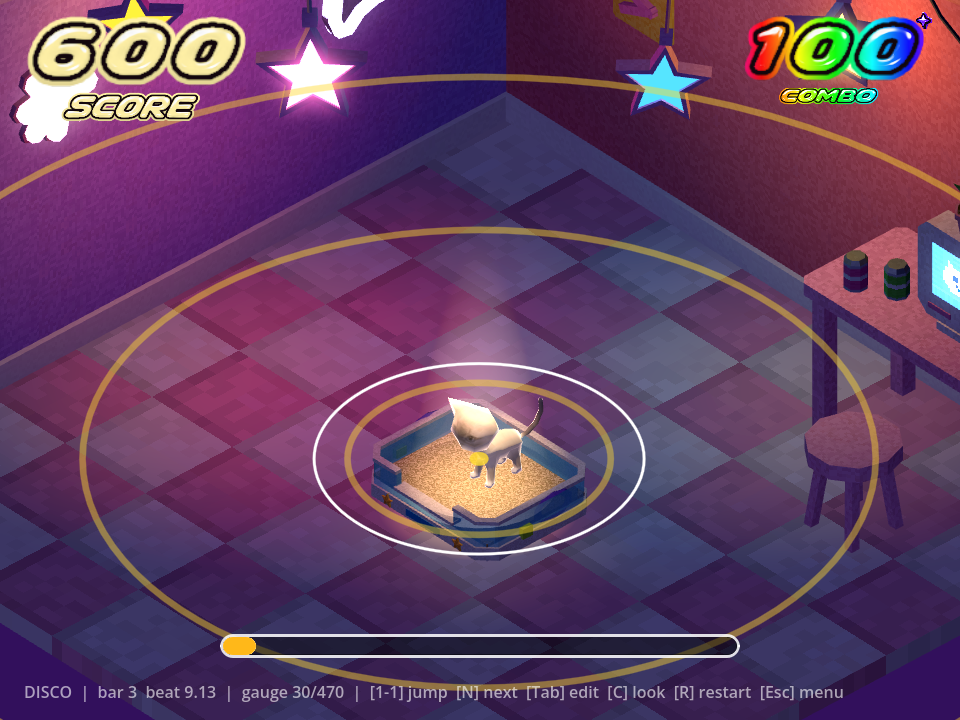 600
SCORE
100
COMBO
DISCO | bar 3 beat 9.13 | gauge 30/470 | [1-1] jump [N] next [Tab] edit [C] look [R] restart [Esc] menu